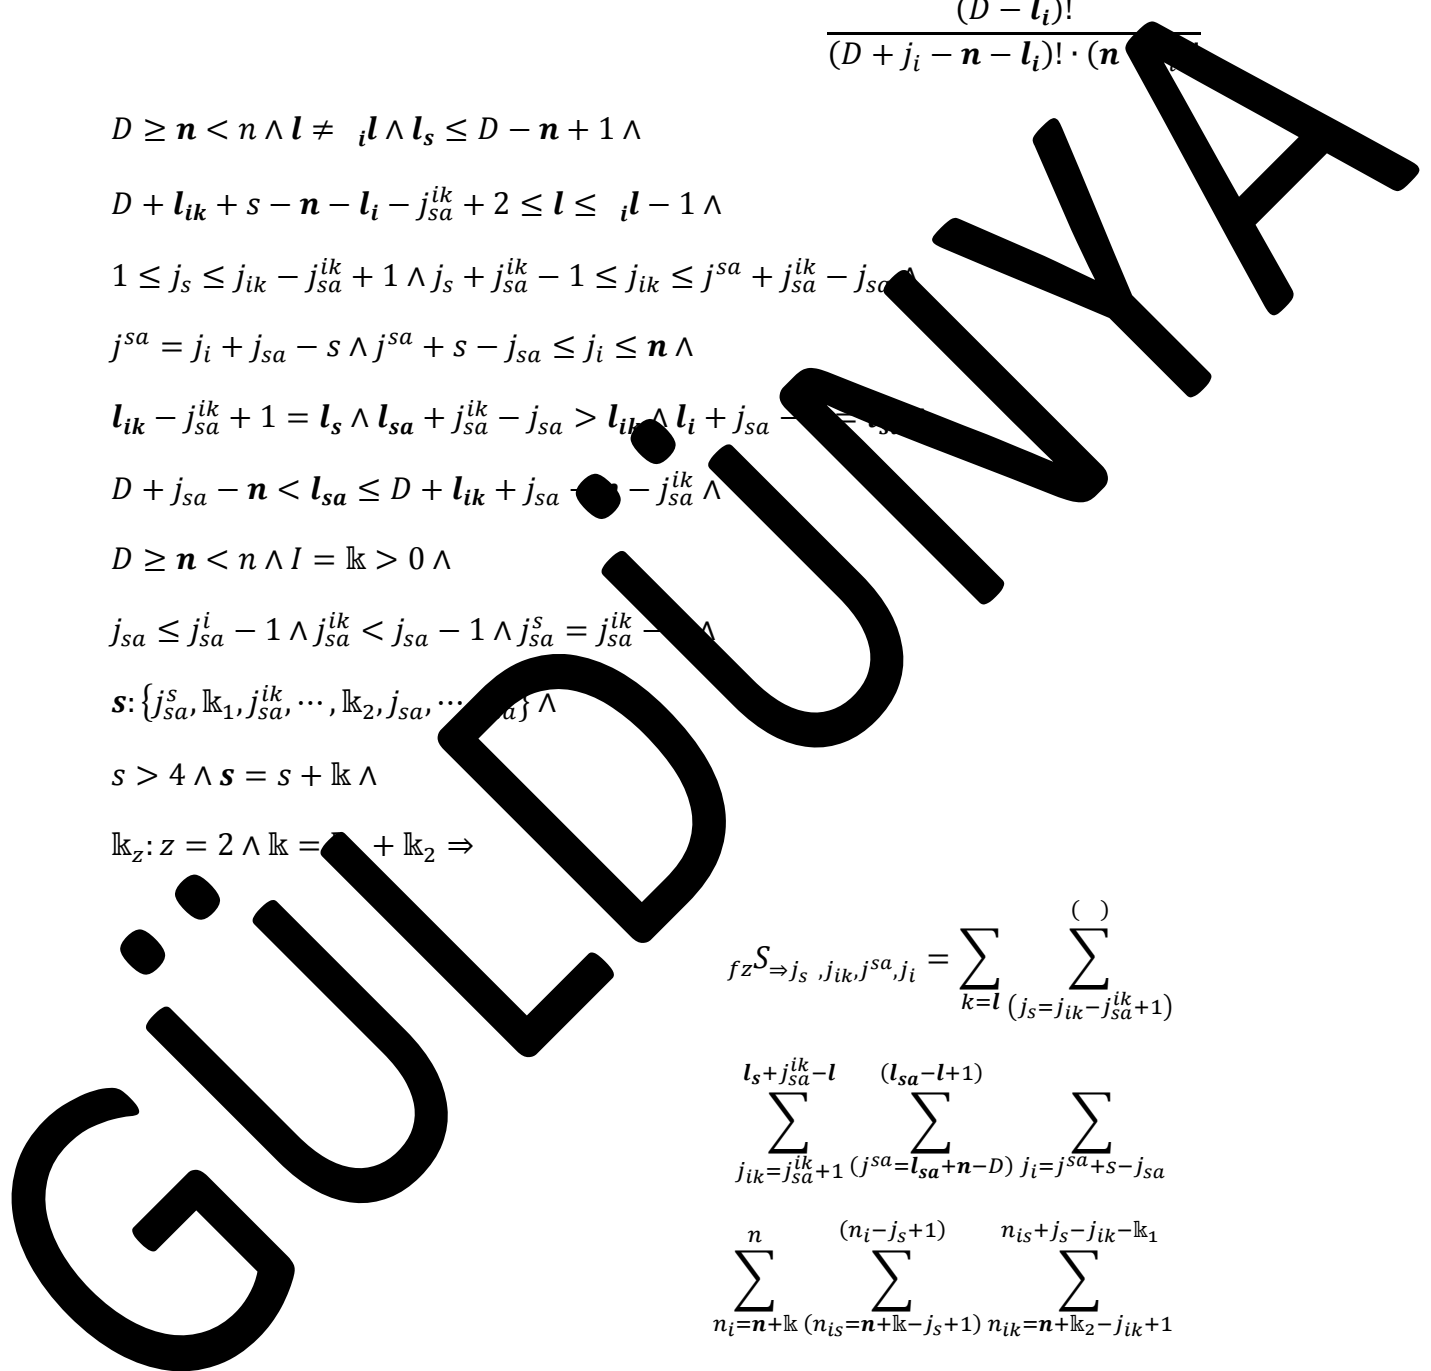 (D − l_i)!
(D + j_i − n − l_i)! · (n
D ≥ n < n ∧ l ≠ _il ∧ l_s ≤ D − n + 1 ∧
D + l_ik + s − n − l_i − j_sa^ik + 2 ≤ l ≤ _il − 1 ∧
1 ≤ j_s ≤ j_ik − j_sa^ik + 1 ∧ j_s + j_sa^ik − 1 ≤ j_ik ≤ j^sa + j_sa^ik − j_sa ∧
j^sa = j_i + j_sa − s ∧ j^sa + s − j_sa ≤ j_i ≤ n ∧
l_ik − j_sa^ik + 1 = l_s ∧ l_sa + j_sa^ik − j_sa > l_ik ∧ l_i + j_sa − =
D + j_sa − n < l_sa ≤ D + l_ik + j_sa − − j_sa^ik ∧
D ≥ n < n ∧ I = 𝕜 > 0 ∧
j_sa ≤ j_sa^i − 1 ∧ j_sa^ik < j_sa − 1 ∧ j_sa^s = j_sa^ik − ∧
s: {j_sa^s, 𝕜_1, j_sa^ik, ⋯ , 𝕜_2, j_sa, ⋯ } ∧
s > 4 ∧ s = s + 𝕜 ∧
𝕜_z: z = 2 ∧ 𝕜 = + 𝕜_2 ⇒
( )
_fzS_⇒j_s ,j_ik,j^sa,j_i = ∑ ∑
k=l (j_s=j_ik−j_sa^ik+1)
l_s+j_sa^ik−l (l_sa−l+1)
∑ ∑ ∑
j_ik=j_sa^ik+1 (j^sa=l_sa+n−D) j_i=j^sa+s−j_sa
n (n_i−j_s+1) n_is+j_s−j_ik−𝕜_1
∑ ∑ ∑
n_i=n+𝕜 (n_is=n+𝕜−j_s+1) n_ik=n+𝕜_2−j_ik+1
GÜLDÜNYA